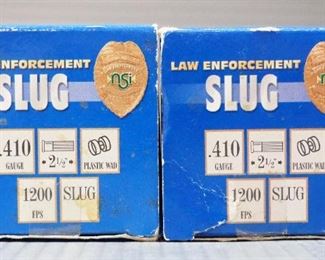 ENFORCEMENT
SLUG
nsi
.410
GAUGE
2½"
PLASTIC WAD
1200
FPS
SLUG
LAW ENFORCEMENT
SLUG
nsi
.410
GAUGE
2½"
PLASTIC WAD
1200
FPS
SLUG